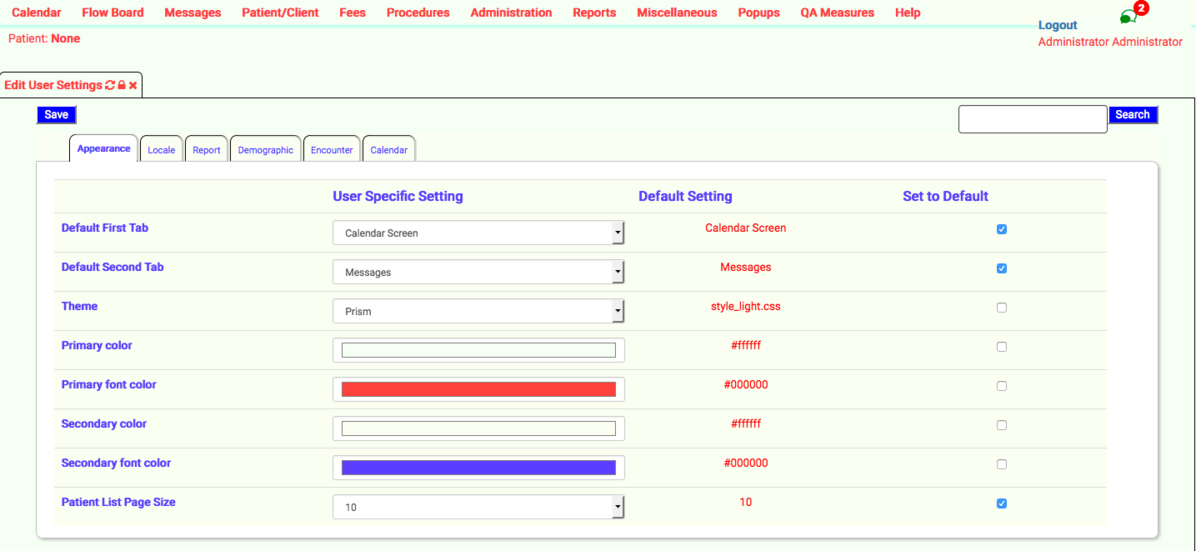 Calendar Flow Board Messages Patient/Client Fees Procedures Administration Reports Miscellaneous Popups QA Measures Help
2
Logout
Patient: None
Administrator Administrator
Edit User Settings
Save
Search
Appearance Locale Report Demographic Encounter Calendar
User Specific Setting Default Setting Set to Default
Default First Tab Calendar Screen Calendar Screen
Default Second Tab Messages Messages
Theme Prism style_light.css
Primary color #ffffff
Primary font color #000000
Secondary color #ffffff
Secondary font color #000000
Patient List Page Size 10 10